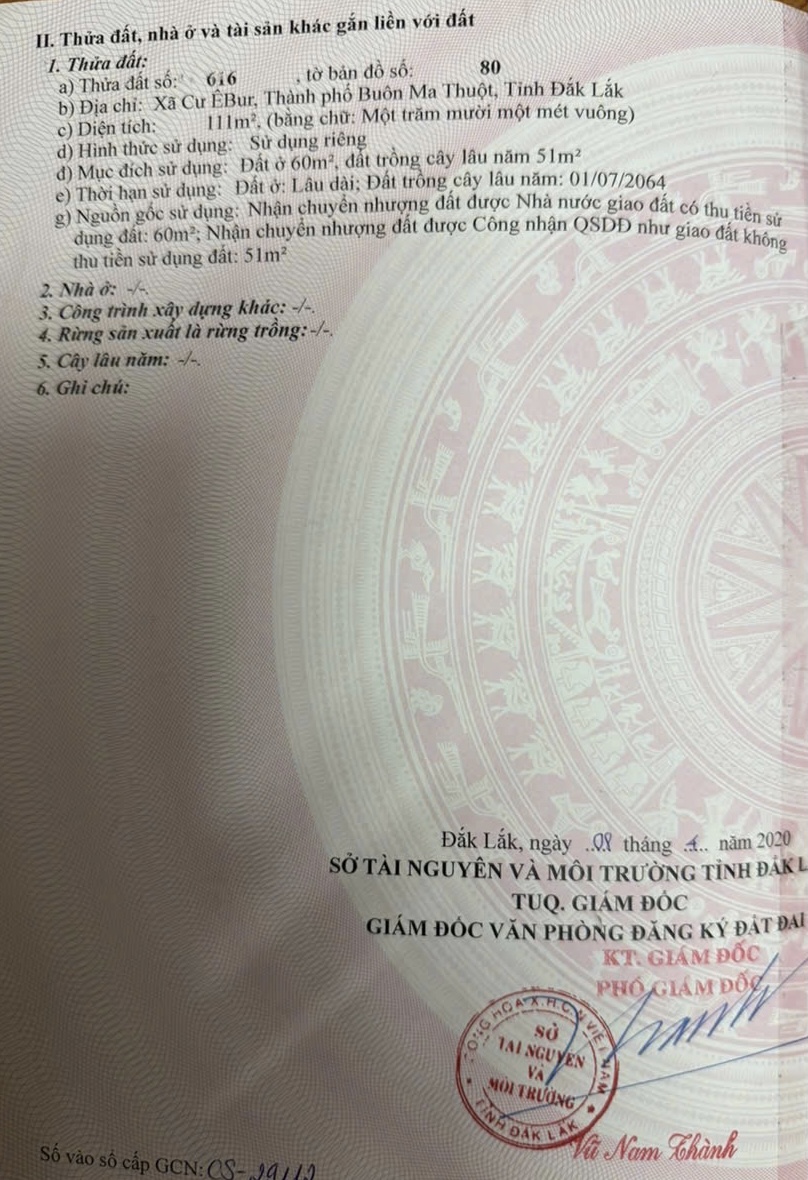 II. Thửa đất, nhà ở và tài sản khác gắn liền với đất
1. Thửa đất:
a) Thửa đất số: 616 , tờ bản đồ số: 80
b) Địa chỉ: Xã Cư ÊBur, Thành phố Buôn Ma Thuột, Tỉnh Đắk Lắk
c) Diện tích: 111m², (bằng chữ: Một trăm mười một mét vuông)
d) Hình thức sử dụng: Sử dụng riêng
đ) Mục đích sử dụng: Đất ở 60m², đất trồng cây lâu năm 51m²
e) Thời hạn sử dụng: Đất ở: Lâu dài; Đất trồng cây lâu năm: 01/07/2064
g) Nguồn gốc sử dụng: Nhận chuyển nhượng đất được Nhà nước giao đất có thu tiền sử
dụng đất: 60m²; Nhận chuyển nhượng đất được Công nhận QSDĐ như giao đất không
thu tiền sử dụng đất: 51m²
2. Nhà ở: -/-.
3. Công trình xây dựng khác: -/-.
4. Rừng sản xuất là rừng trồng: -/-.
5. Cây lâu năm: -/-.
6. Ghi chú:
Đắk Lắk, ngày ..08 tháng .... năm 2020
SỞ TÀI NGUYÊN VÀ MÔI TRƯỜNG TỈNH ĐẮK L
TUQ. GIÁM ĐỐC
GIÁM ĐỐC VĂN PHÒNG ĐĂNG KÝ ĐẤT ĐAI
KT. GIÁM ĐỐC
PHÓ GIÁM ĐỐC
CỘNG HÒA X.H.C.N VIỆT NAM
SỞ
TÀI NGUYÊN
VÀ
MÔI TRƯỜNG
TỈNH ĐẮK LẮK
Vũ Nam Thành
Số vào sổ cấp GCN: CS-